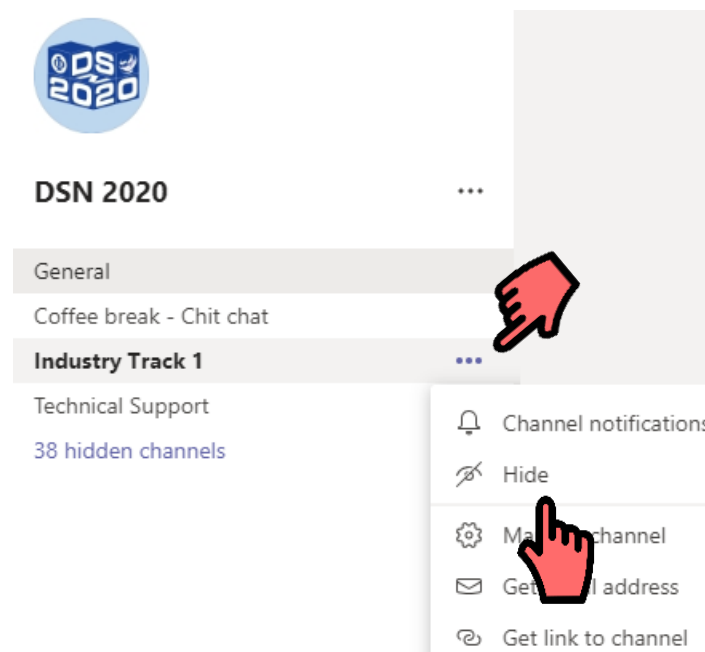 DS
2020
DSN 2020
General
Coffee break - Chit chat
Industry Track 1
Technical Support
38 hidden channels
Channel notifications
Hide
channel
address
Get link to channel